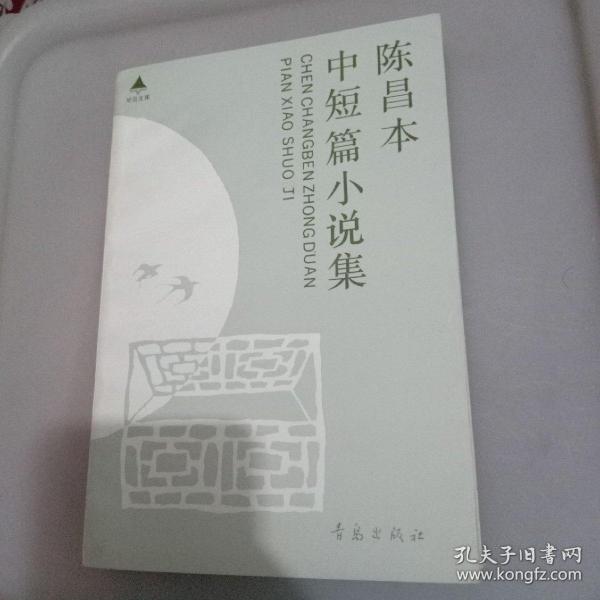 陈昌本
中短篇小说集
CHEN CHANGBEN ZHONG DUAN
PIAN XIAO SHUO JI
青岛出版社
孔夫子旧书网
www.kongfz.com